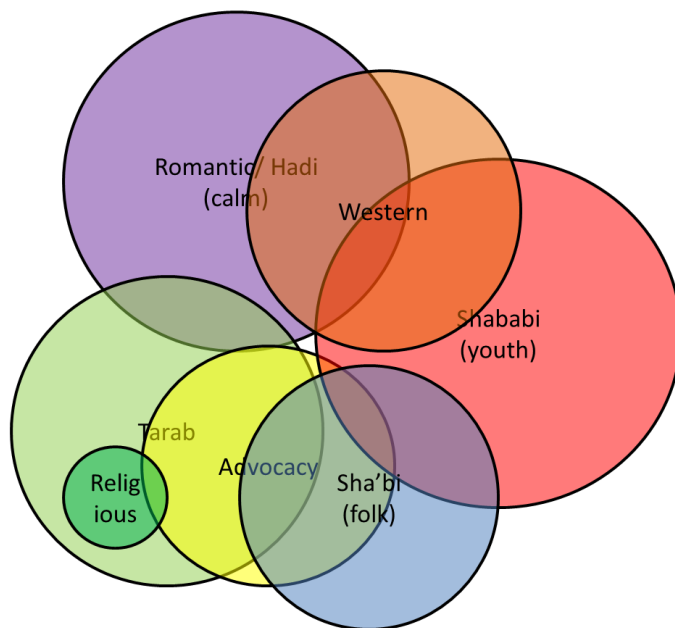 Romantic/ Hadi
(calm)
Western
Shababi
(youth)
Tarab
Advocacy
Relig
ious
Sha'bi
(folk)